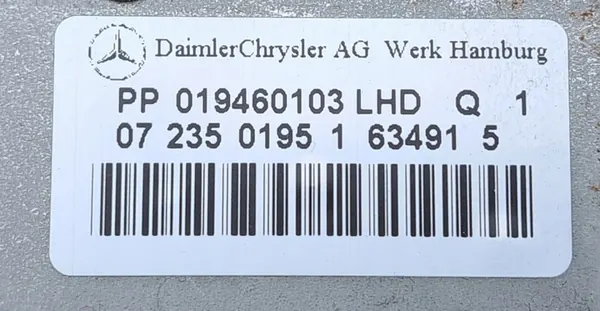 DaimlerChrysler AG Werk Hamburg
PP 019460103 LHD Q 1
07 235 0195 1 63491 5